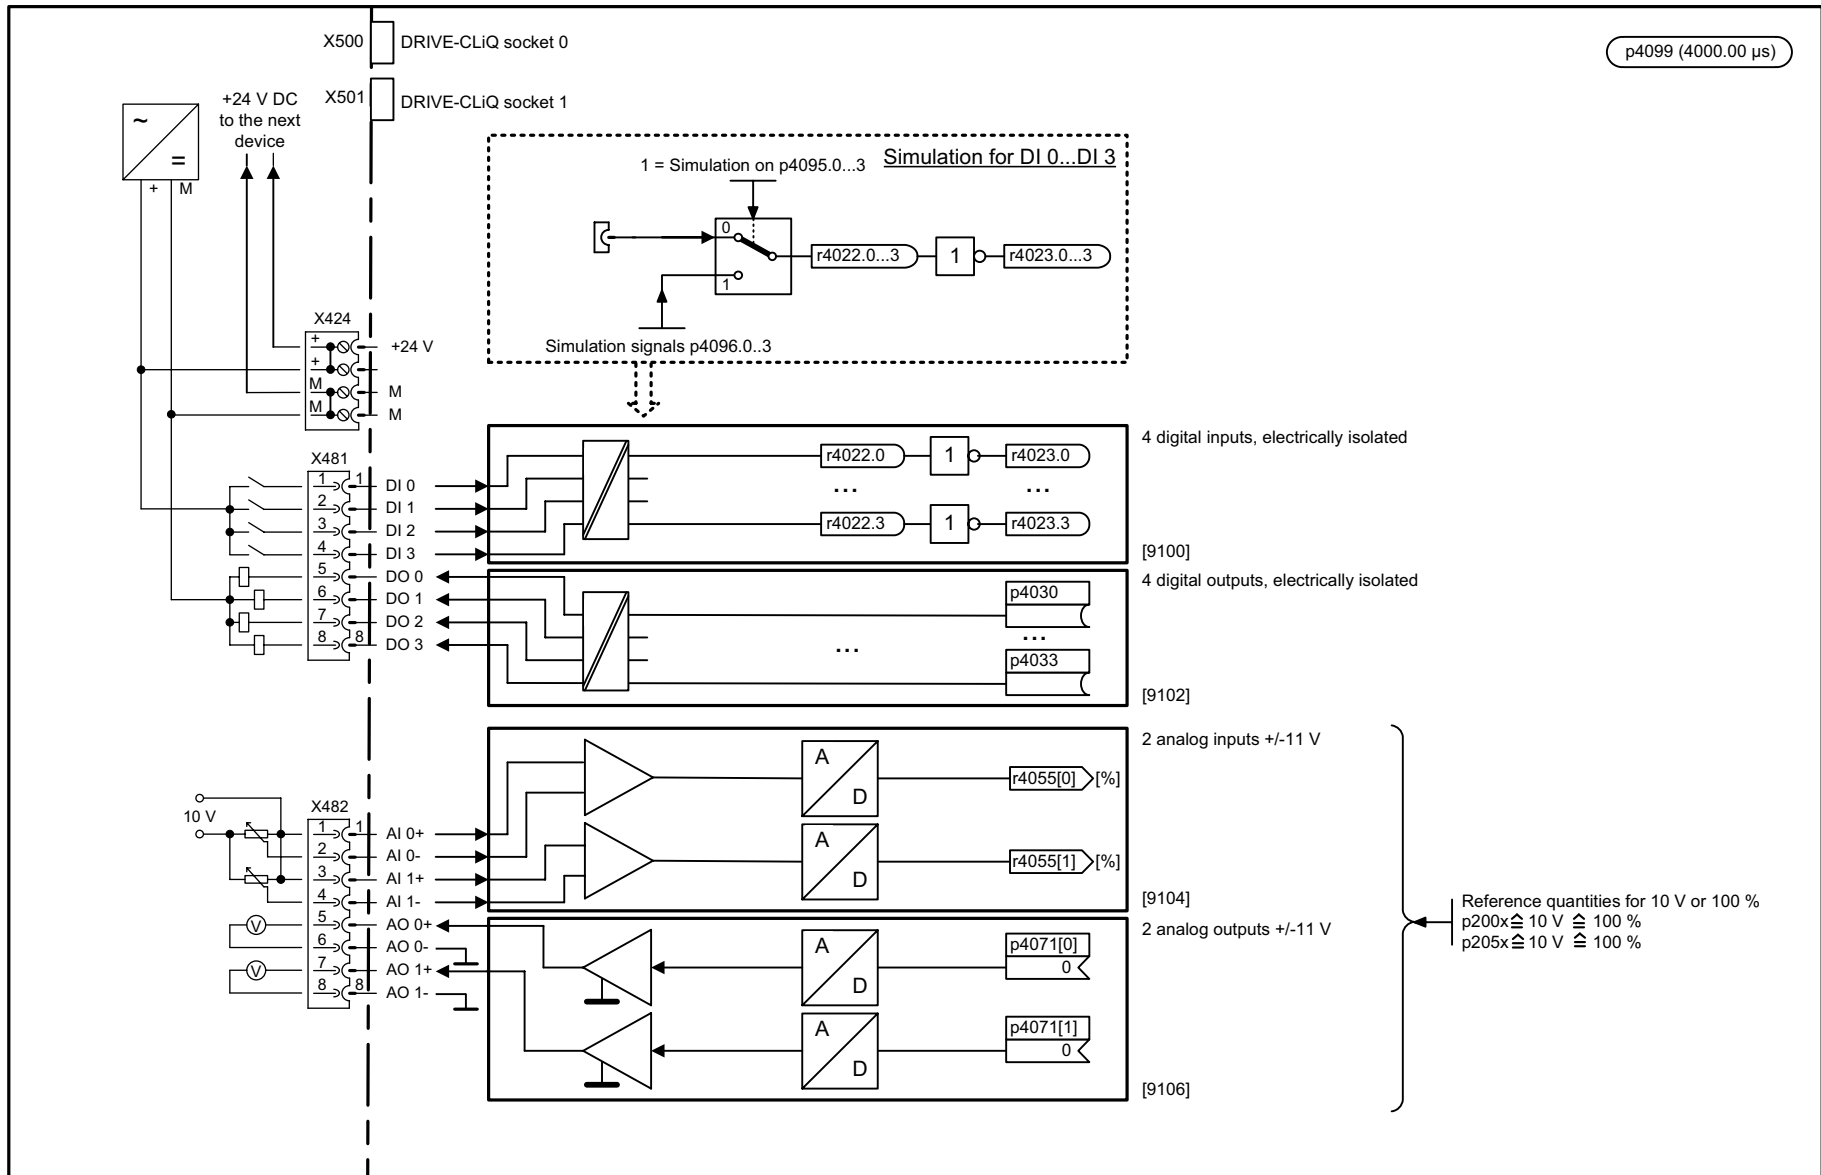 X500 DRIVE-CLiQ socket 0
p4099 (4000.00 µs)
X501 DRIVE-CLiQ socket 1
+24 V DC
to the next
device
~
=
+ M
Simulation for DI 0...DI 3
1 = Simulation on p4095.0...3
0
1
r4022.0...3 1 r4023.0...3
Simulation signals p4096.0..3
X424
+ +24 V
+
M M
M M
4 digital inputs, electrically isolated
r4022.0 1 r4023.0
... ...
r4022.3 1 r4023.3
[9100]
X481
1 1 DI 0
2 DI 1
3 DI 2
4 DI 3
5 DO 0
6 DO 1
7 DO 2
8 8 DO 3
4 digital outputs, electrically isolated
p4030
... ...
p4033
[9102]
2 analog inputs +/-11 V
A
D
r4055[0] [%]
A
D
r4055[1] [%]
[9104]
10 V
X482
1 1 AI 0+
2 AI 0-
3 AI 1+
4 AI 1-
V 5 AO 0+
6 AO 0-
V 7 AO 1+
8 8 AO 1-
2 analog outputs +/-11 V
A
D
p4071[0]
0
A
D
p4071[1]
0
[9106]
Reference quantities for 10 V or 100 %
p200x ≙ 10 V ≙ 100 %
p205x ≙ 10 V ≙ 100 %